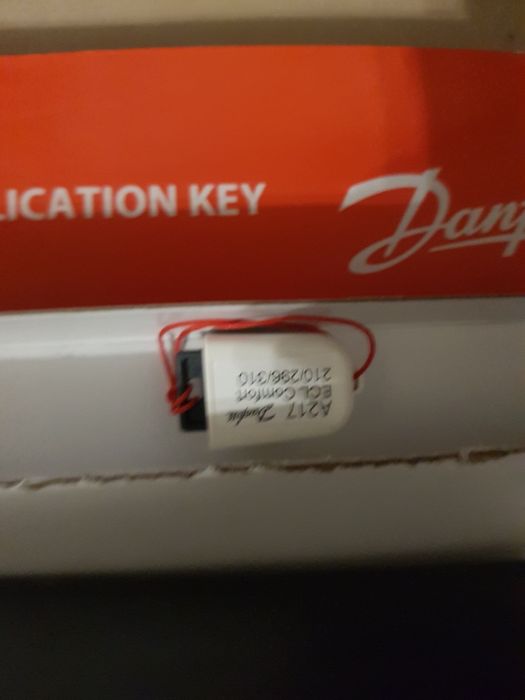 LICATION KEY
Danf
A217 Danfoss
ECL Comfort
210/296/310